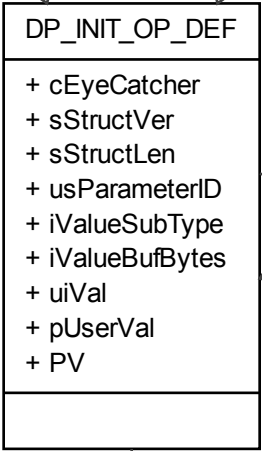 DP_INIT_OP_DEF
+ cEyeCatcher
+ sStructVer
+ sStructLen
+ usParameterID
+ iValueSubType
+ iValueBufBytes
+ uiVal
+ pUserVal
+ PV